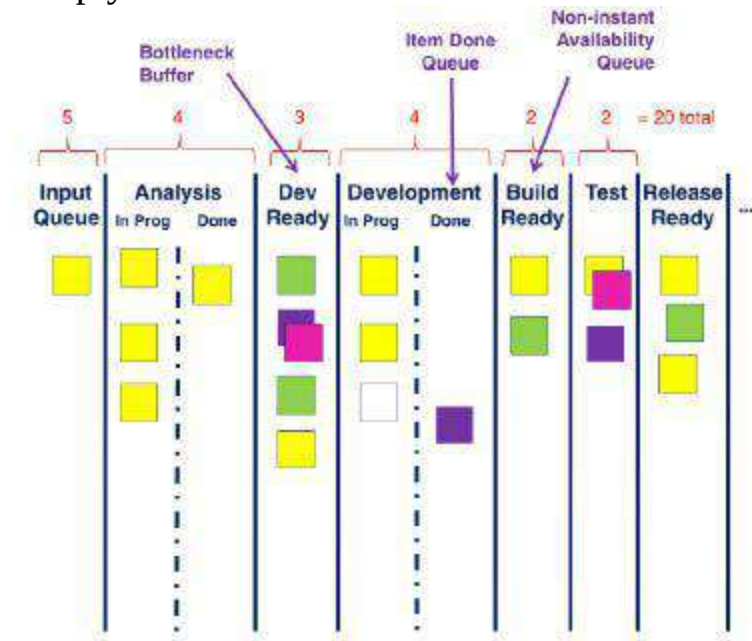 Non-instant
Availability
Queue
Item Done
Queue
Bottleneck
Buffer
5 4 3 4 2 2 = 20 total
Input
Queue
Analysis
In Prog Done
Dev
Ready
Development
In Prog Done
Build
Ready
Test
Release
Ready
...